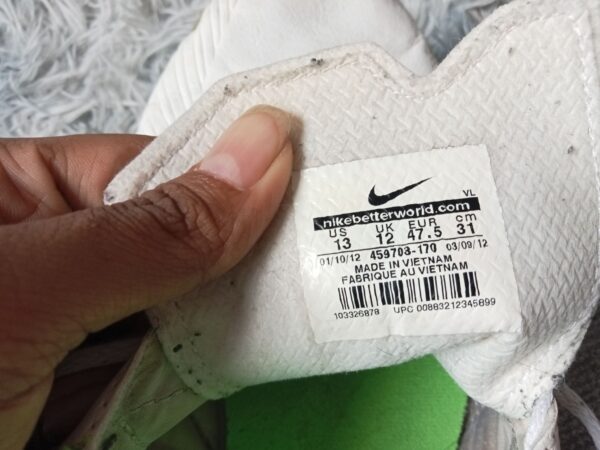 VL
nikebetterworld.com
US UK EUR cm
13 12 47.5 31
01/10/12 459703-170 03/09/12
MADE IN VIETNAM
FABRIQUE AU VIETNAM
103326878 UPC 00883212345899